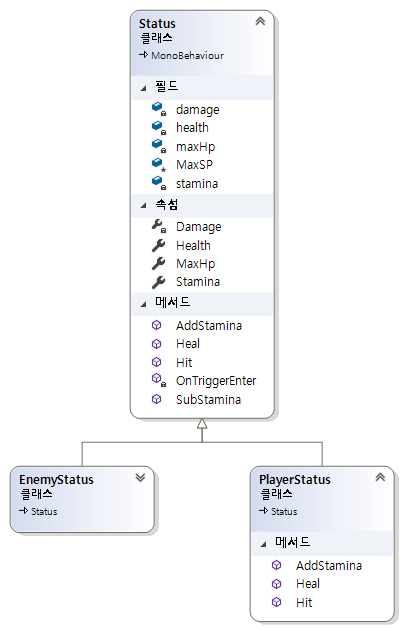 Status
클래스
MonoBehaviour
필드
damage
health
maxHp
MaxSP
stamina
속성
Damage
Health
MaxHp
Stamina
메서드
AddStamina
Heal
Hit
OnTriggerEnter
SubStamina
EnemyStatus
클래스
Status
PlayerStatus
클래스
Status
메서드
AddStamina
Heal
Hit